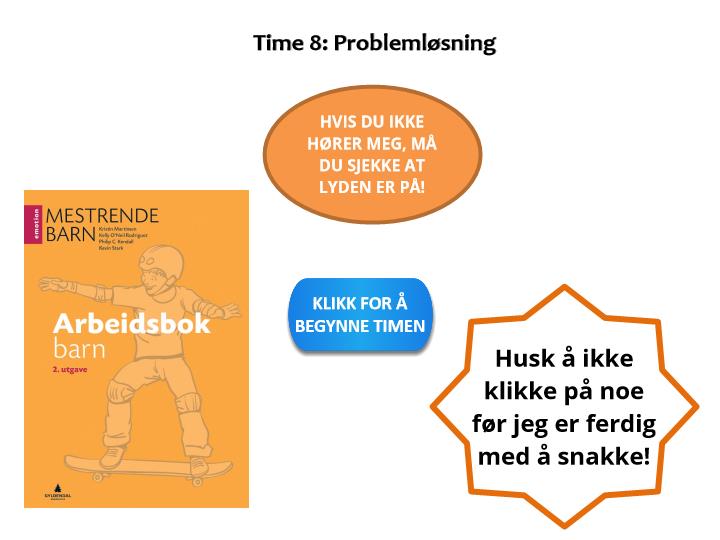 Time 8: Problemløsning
HVIS DU IKKE
HØRER MEG, MÅ
DU SJEKKE AT
LYDEN ER PÅ!
emotion
MESTRENDE
BARN
Kristin Martinsen
Kelly O'Neil Rodriguez
Philip C. Kendall
Kevin Stark
Arbeidsbok
barn
2. utgave
GYLDENDAL
KLIKK FOR Å
BEGYNNE TIMEN
Husk å ikke
klikke på noe
før jeg er ferdig
med å snakke!